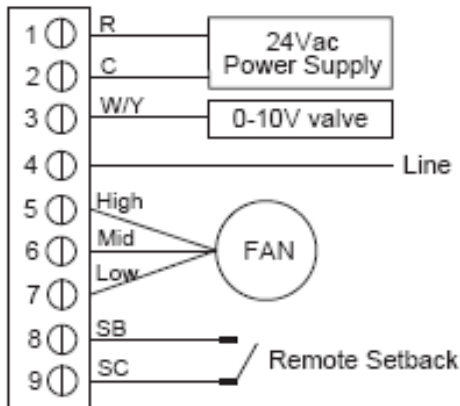 1 R
24Vac
Power Supply
2 C
3 W/Y
0-10V valve
4 Line
5 High
6 Mid
FAN
7 Low
8 SB
Remote Setback
9 SC